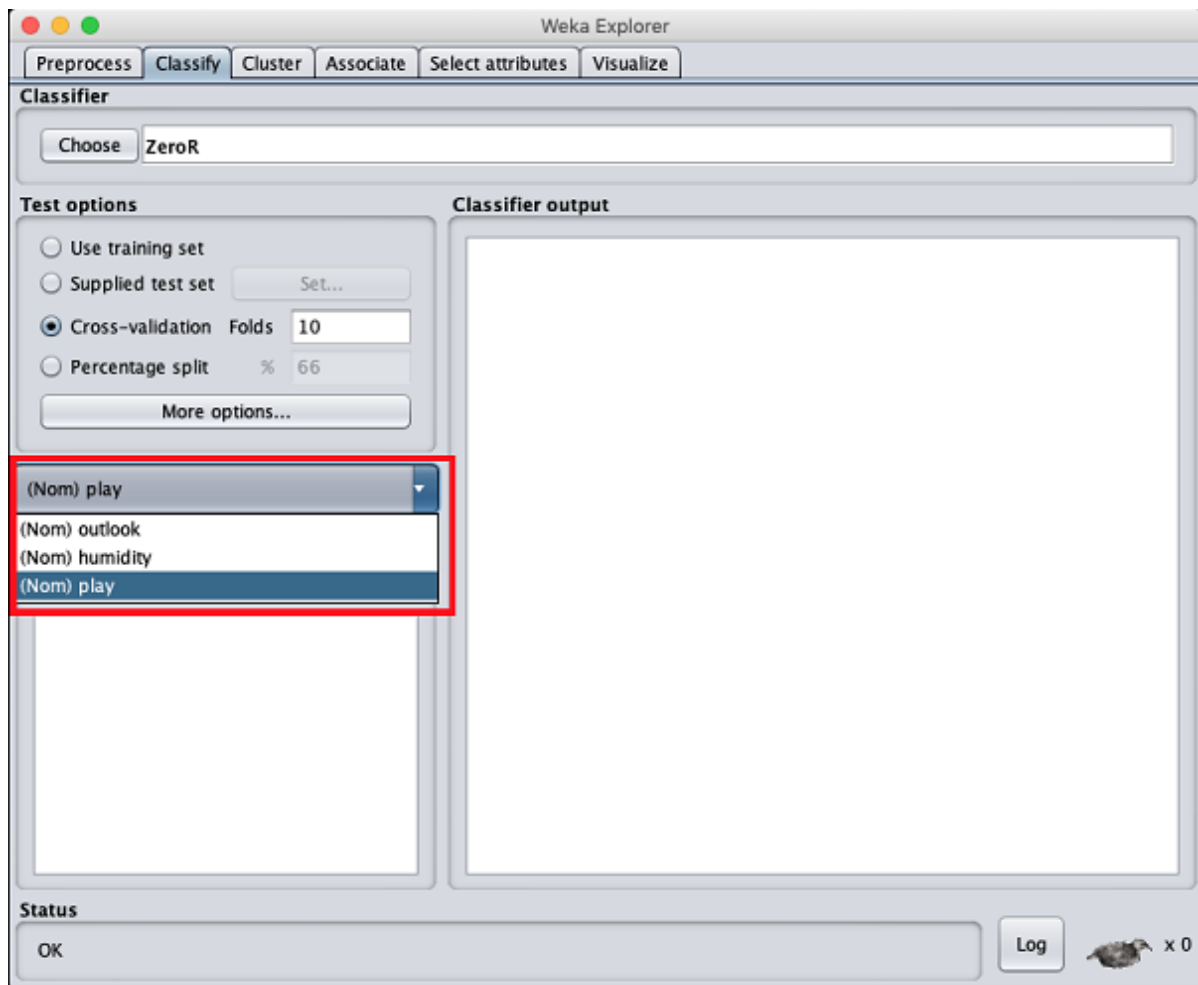 Weka Explorer
Preprocess Classify Cluster Associate Select attributes Visualize
Classifier
Choose ZeroR
Test options
Use training set
Supplied test set Set...
Cross-validation Folds 10
Percentage split % 66
More options...
(Nom) play
(Nom) outlook
(Nom) humidity
(Nom) play
Classifier output
Status
OK
Log x 0